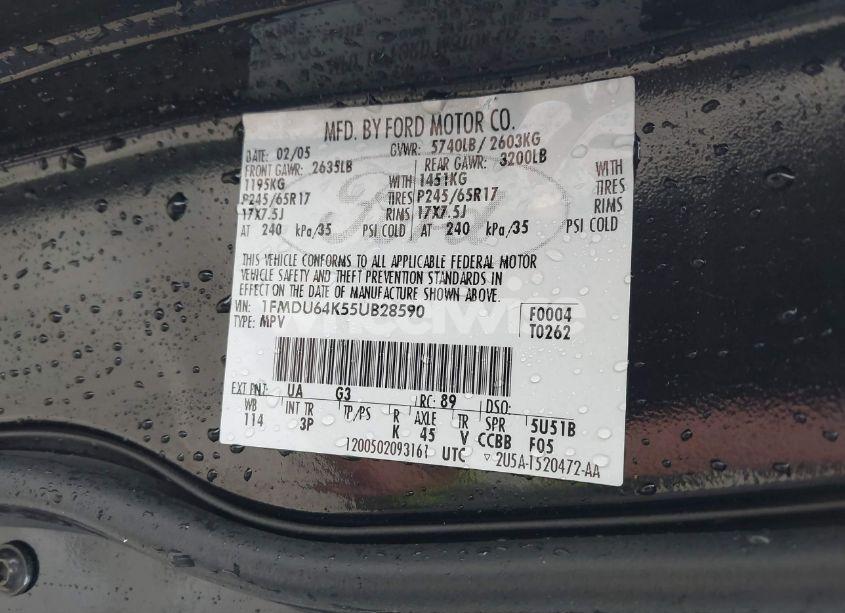 MFD. BY FORD MOTOR CO.
DATE: 02/05 GVWR: 5740LB/ 2603KG
FRONT GAWR: 2635LB REAR GAWR: 3200LB
1195KG WITH 1451KG WITH
P245/65R17 TIRES P245/65R17 TIRES
17X7.5J RIMS 17X7.5J RIMS
AT 240 kPa/35 PSI COLD AT 240 kPa/35 PSI COLD
THIS VEHICLE CONFORMS TO ALL APPLICABLE FEDERAL MOTOR
VEHICLE SAFETY AND THEFT PREVENTION STANDARDS IN
EFFECT ON THE DATE OF MANUFACTURE SHOWN ABOVE.
VIN: 1FMDU64K55UB28590 F0004
TYPE: MPV T0262
EXT PNT: UA G3 RC: 89 DSO:
WB INT TR TP/PS R AXLE TR SPR 5U51B
114 3P K 45 V CCBB F05
1200502093161 UTC ▽ 2U5A-1520472-AA